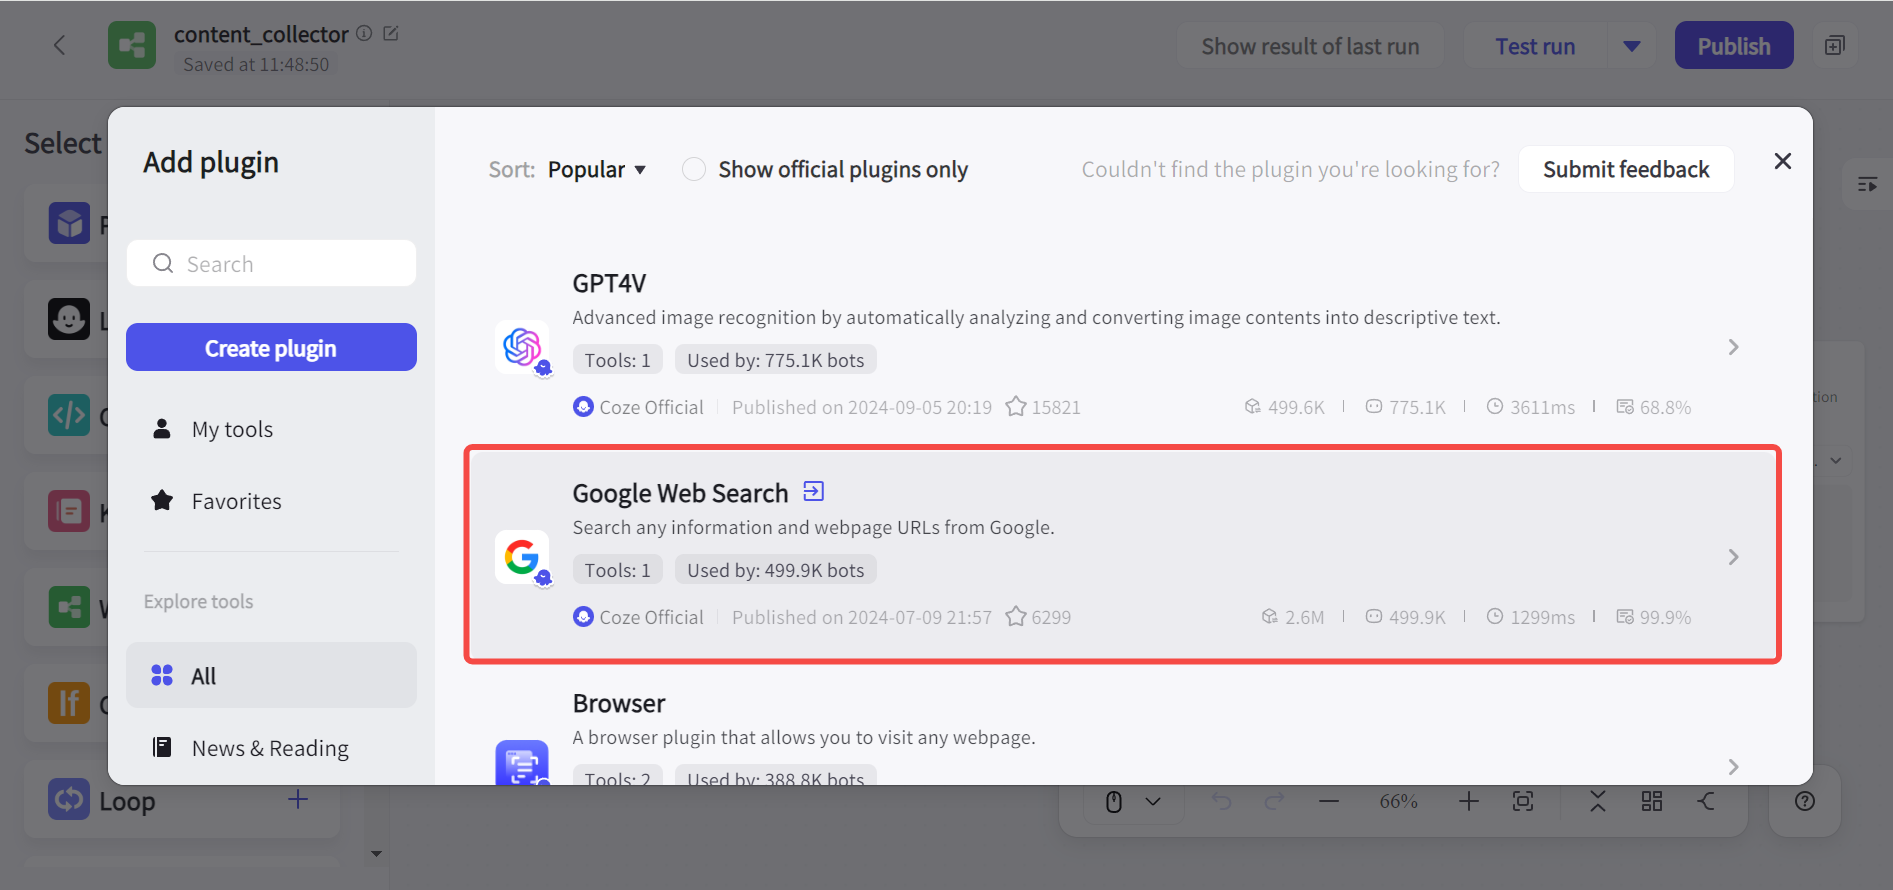 content_collector
Saved at 11:48:50
Show result of last run
Test run
Publish
Select
Add plugin
Search
Create plugin
My tools
Favorites
Explore tools
All
News & Reading
Sort: Popular
Show official plugins only
Couldn't find the plugin you're looking for?
Submit feedback
GPT4V
Advanced image recognition by automatically analyzing and converting image contents into descriptive text.
Tools: 1 Used by: 775.1K bots
Coze Official Published on 2024-09-05 20:19 15821 499.6K 775.1K 3611ms 68.8%
Google Web Search
Search any information and webpage URLs from Google.
Tools: 1 Used by: 499.9K bots
Coze Official Published on 2024-07-09 21:57 6299 2.6M 499.9K 1299ms 99.9%
Browser
A browser plugin that allows you to visit any webpage.
Tools: 2 Used by: 388.8K bots
If
Loop
66%